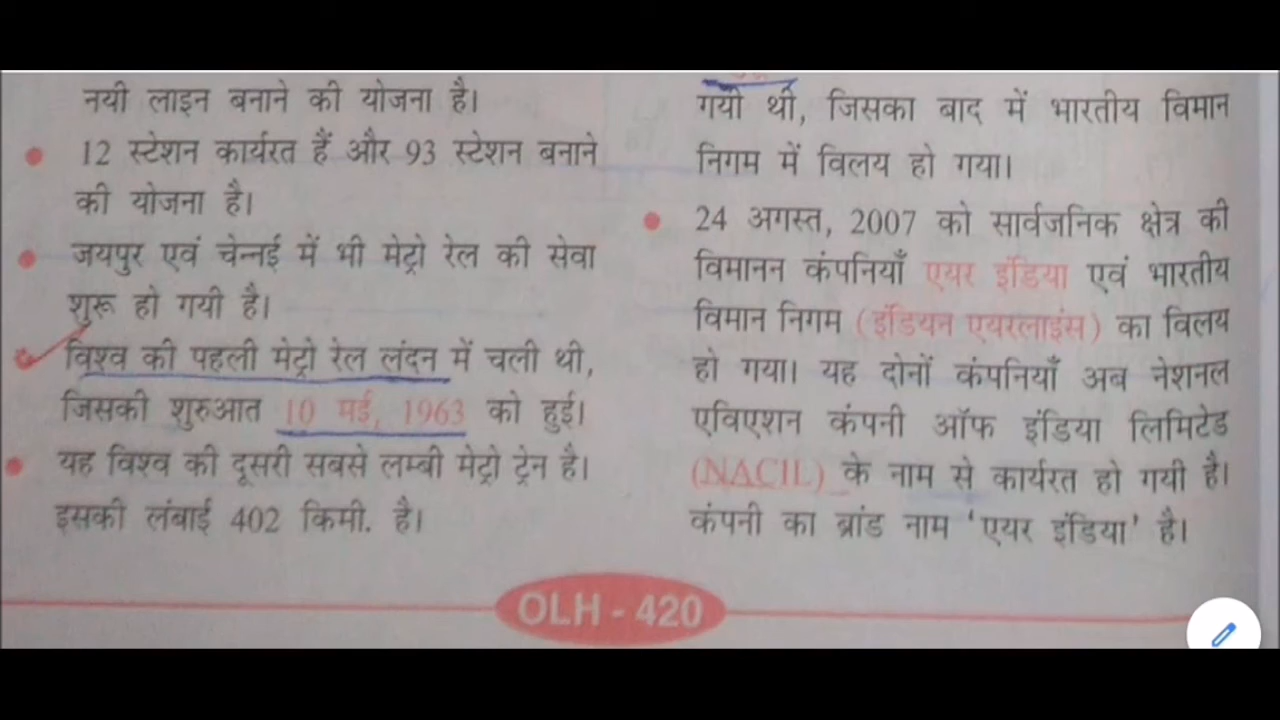 नयी लाइन बनाने की योजना है।
12 स्टेशन कार्यरत हैं और 93 स्टेशन बनाने
की योजना है।
जयपुर एवं चेन्नई में भी मेट्रो रेल की सेवा
शुरू हो गयी है।
विश्व की पहली मेट्रो रेल लंदन में चली थी,
जिसकी शुरुआत 10 मई, 1963 को हुई।
यह विश्व की दूसरी सबसे लम्बी मेट्रो ट्रेन है।
इसकी लंबाई 402 किमी. है।
गयी थी, जिसका बाद में भारतीय विमान
निगम में विलय हो गया।
24 अगस्त, 2007 को सार्वजनिक क्षेत्र की
विमानन कंपनियाँ एयर इंडिया एवं भारतीय
विमान निगम (इंडियन एयरलाइंस) का विलय
हो गया। यह दोनों कंपनियाँ अब नेशनल
एविएशन कंपनी ऑफ इंडिया लिमिटेड
(NACIL) के नाम से कार्यरत हो गयी है।
कंपनी का ब्रांड नाम ‘एयर इंडिया’ है।
OLH - 420